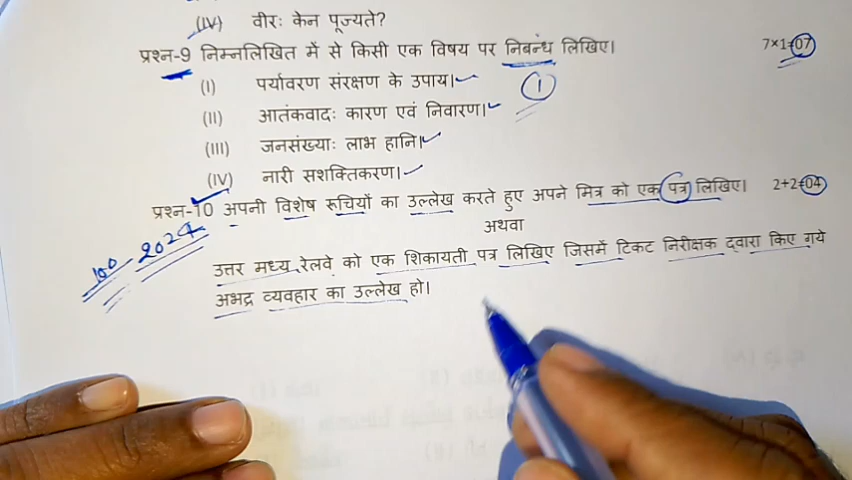 (IV) वीरः केन पूज्यते?
प्रश्न-9 निम्नलिखित में से किसी एक विषय पर निबन्ध लिखिए। 7×1=07
(I) पर्यावरण संरक्षण के उपाय। 1
(II) आतंकवादः कारण एवं निवारण।
(III) जनसंख्याः लाभ हानि।
(IV) नारी सशक्तिकरण।
प्रश्न-10 अपनी विशेष रूचियों का उल्लेख करते हुए अपने मित्र को एक पत्र लिखिए। 2+2=04
अथवा
2024
उत्तर मध्य रेलवे को एक शिकायती पत्र लिखिए जिसमें टिकट निरीक्षक द्वारा किए गये
अभद्र व्यवहार का उल्लेख हो।